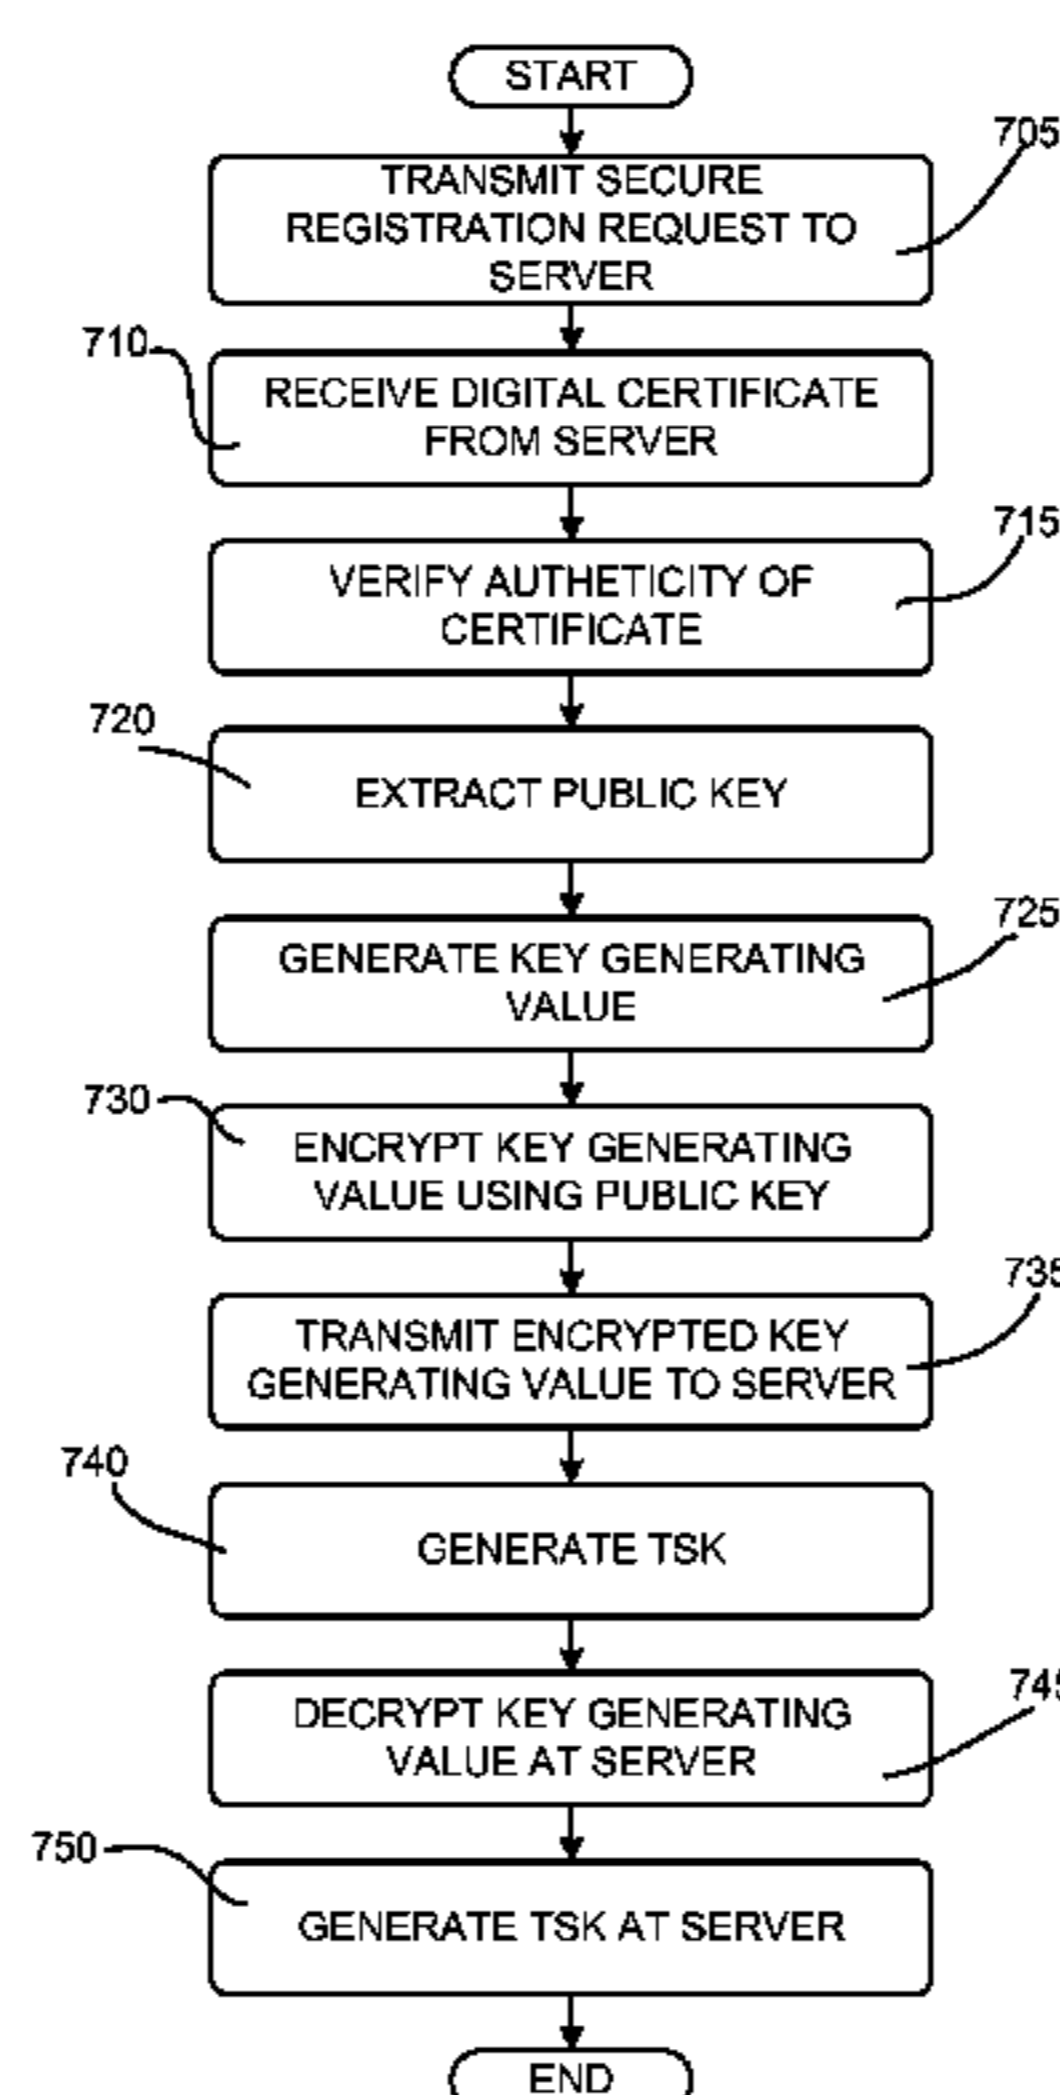 START
705
TRANSMIT SECURE
REGISTRATION REQUEST TO
SERVER
710
RECEIVE DIGITAL CERTIFICATE
FROM SERVER
715
VERIFY AUTHETICITY OF
CERTIFICATE
720
EXTRACT PUBLIC KEY
725
GENERATE KEY GENERATING
VALUE
730
ENCRYPT KEY GENERATING
VALUE USING PUBLIC KEY
735
TRANSMIT ENCRYPTED KEY
GENERATING VALUE TO SERVER
740
GENERATE TSK
745
DECRYPT KEY GENERATING
VALUE AT SERVER
750
GENERATE TSK AT SERVER
END